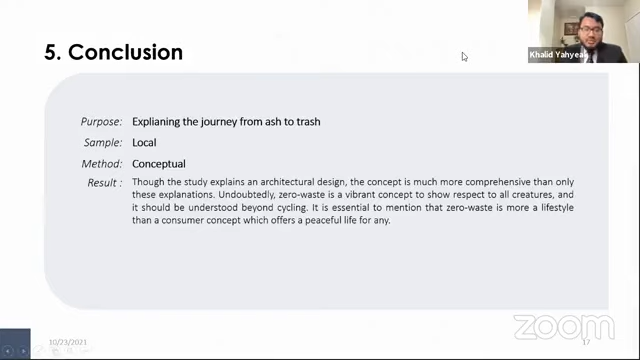 Khalid Yahyeai
5. Conclusion
Purpose: Explianing the journey from ash to trash
Sample: Local
Method: Conceptual
Result : Though the study explains an architectural design, the concept is much more comprehensive than only
these explanations. Undoubtedly, zero-waste is a vibrant concept to show respect to all creatures, and
it should be understood beyond cycling. It is essential to mention that zero-waste is more a lifestyle
than a consumer concept which offers a peaceful life for any.
zoom
10/23/2021
17